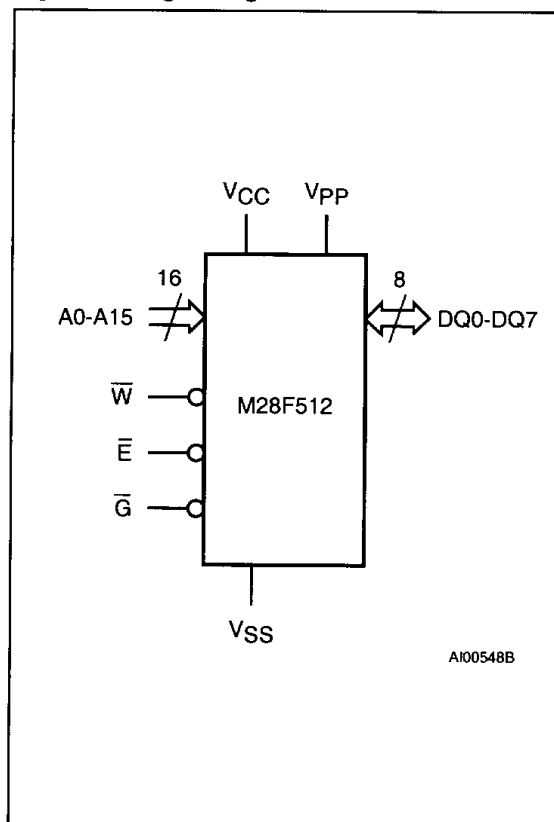 VCC VPP
16 8
A0-A15 DQ0-DQ7
W̅
M28F512
E̅
G̅
VSS
AI00548B